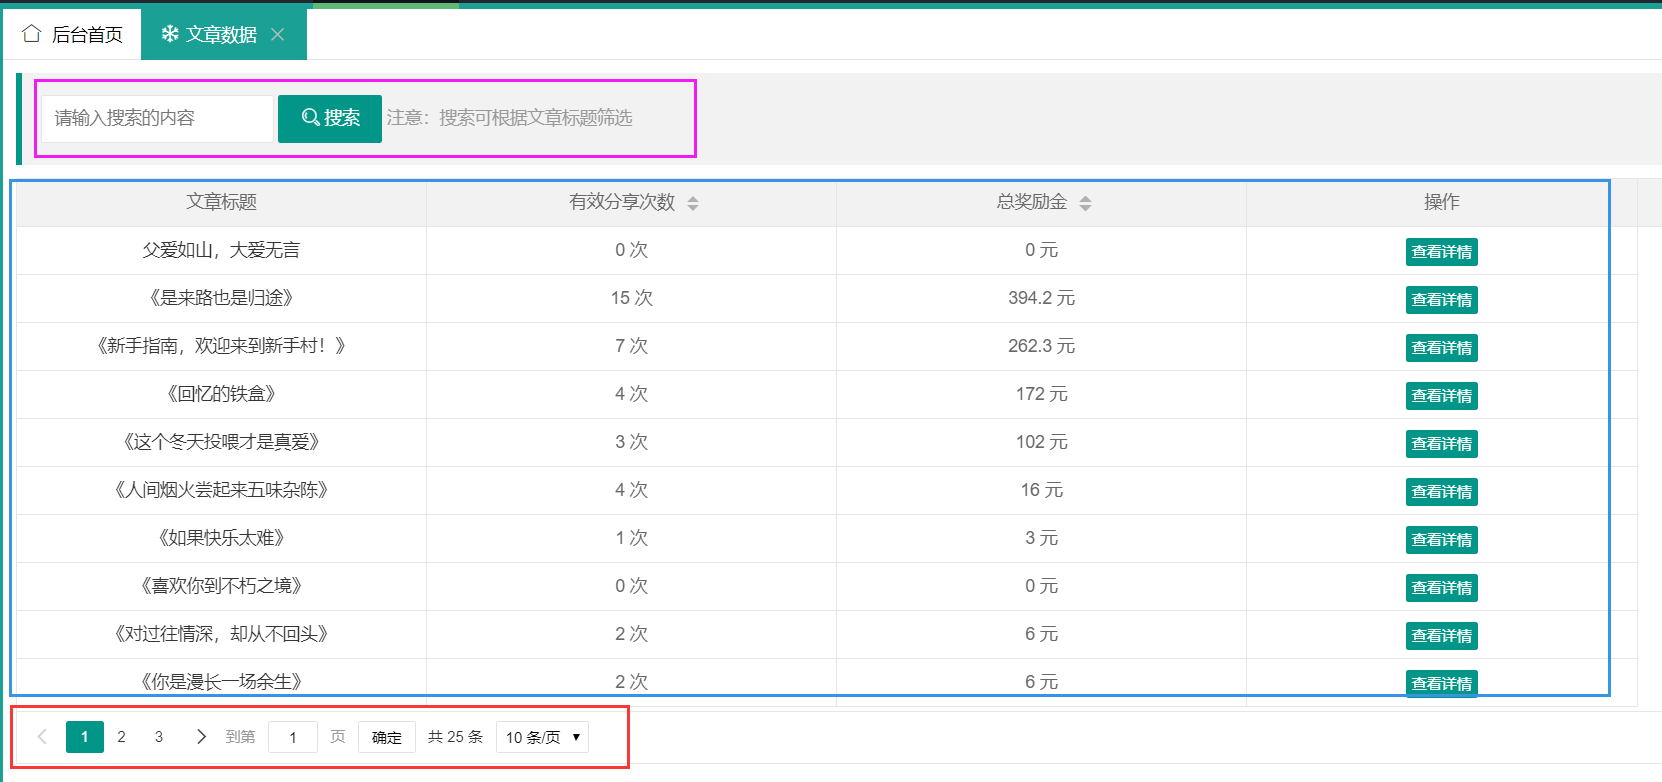 后台首页 文章数据
请输入搜索的内容 搜索 注意：搜索可根据文章标题筛选
文章标题 有效分享次数 总奖励金 操作
父爱如山，大爱无言 0 次 0 元 查看详情
《是来路也是归途》 15 次 394.2 元 查看详情
《新手指南，欢迎来到新手村！》 7 次 262.3 元 查看详情
《回忆的铁盒》 4 次 172 元 查看详情
《这个冬天投喂才是真爱》 3 次 102 元 查看详情
《人间烟火尝起来五味杂陈》 4 次 16 元 查看详情
《如果快乐太难》 1 次 3 元 查看详情
《喜欢你到不朽之境》 0 次 0 元 查看详情
《对过往情深，却从不回头》 2 次 6 元 查看详情
《你是漫长一场余生》 2 次 6 元 查看详情
1 2 3 到第 1 页 确定 共 25 条 10 条/页